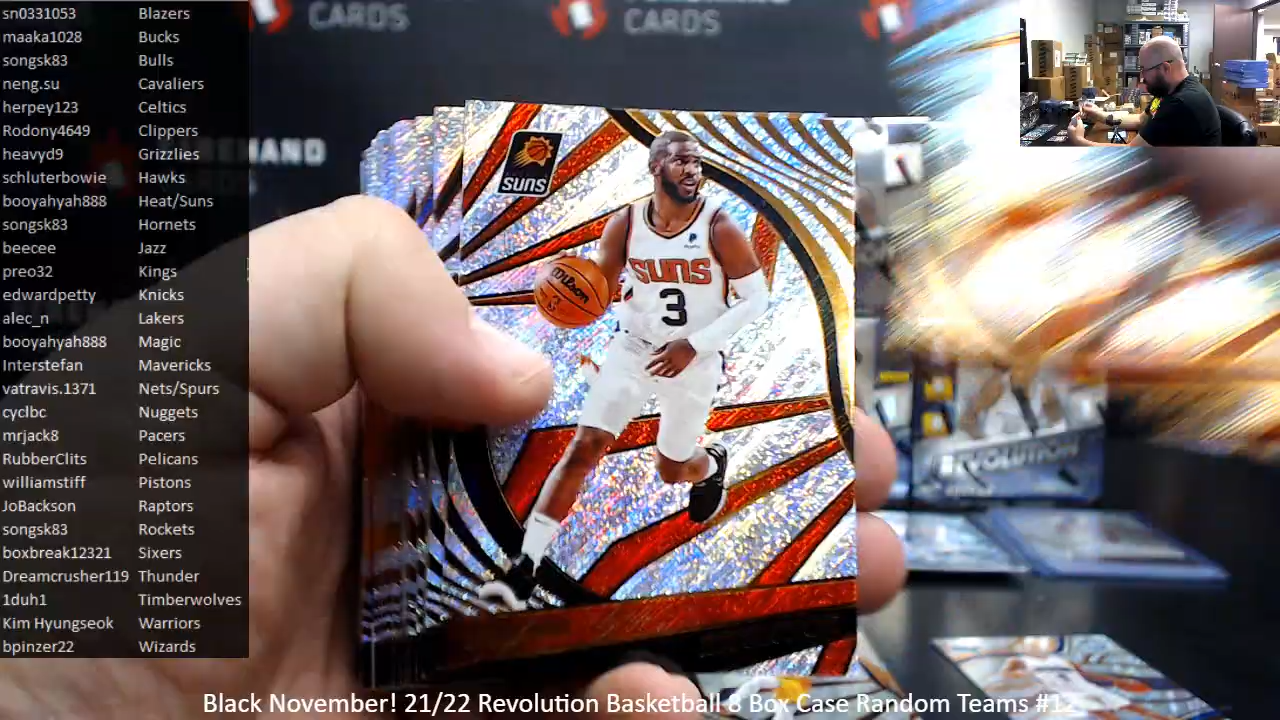 sn0331053 Blazers
maaka1028 Bucks
songsk83 Bulls
neng.su Cavaliers
herpey123 Celtics
Rodony4649 Clippers
heavyd9 Grizzlies
schluterbowie Hawks
booyahyah888 Heat/Suns
songsk83 Hornets
beecee Jazz
preo32 Kings
edwardpetty Knicks
alec_n Lakers
booyahyah888 Magic
Interstefan Mavericks
vatravis.1371 Nets/Spurs
cyclbc Nuggets
mrjack8 Pacers
RubberClits Pelicans
williamstiff Pistons
JoBackson Raptors
songsk83 Rockets
boxbreak12321 Sixers
Dreamcrusher119 Thunder
1duh1 Timberwolves
Kim Hyungseok Warriors
bpinzer22 Wizards
CARDS
CARDS
SUNS
Wilson
SUNS
3
REVOLUTION
Black November! 21/22 Revolution Basketball 8 Box Case Random Teams #12